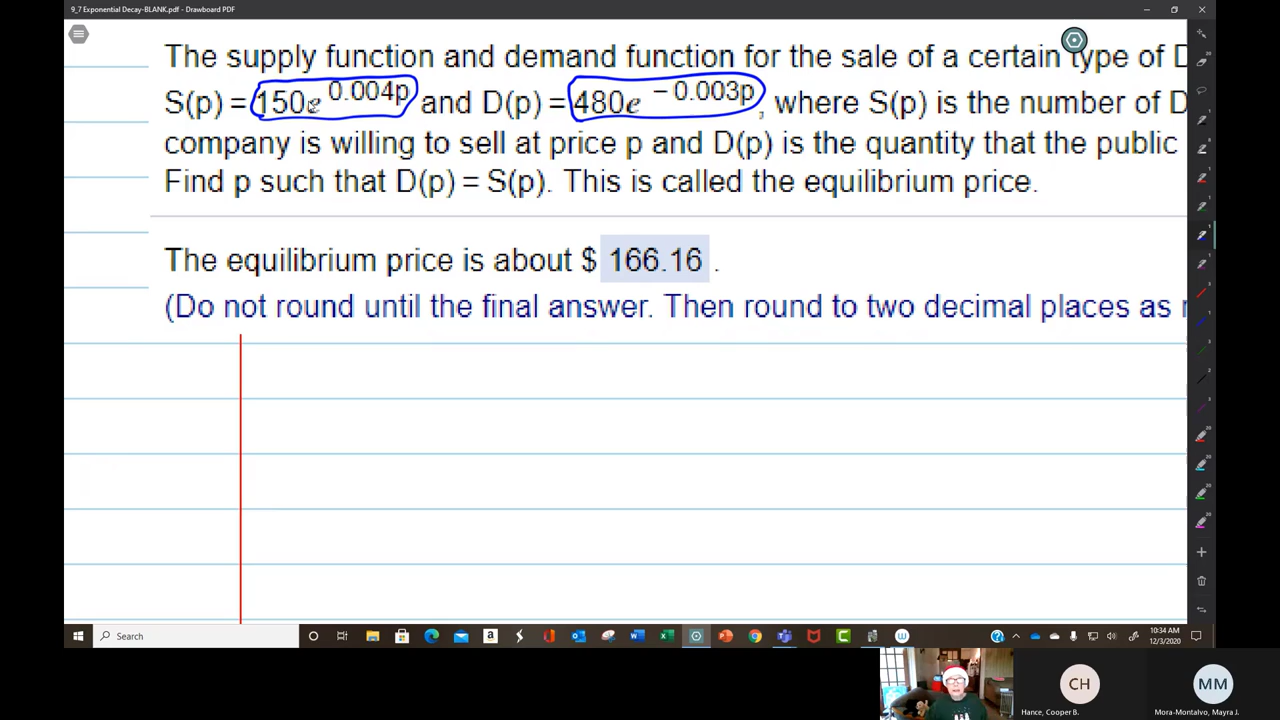 9_7 Exponential Decay-BLANK.pdf - Drawboard PDF
The supply function and demand function for the sale of a certain type of D
S(p) = 150e^0.004p and D(p) = 480e^-0.003p, where S(p) is the number of D
company is willing to sell at price p and D(p) is the quantity that the public
Find p such that D(p) = S(p). This is called the equilibrium price.
The equilibrium price is about $ 166.16 .
(Do not round until the final answer. Then round to two decimal places as
Search
10:34 AM
12/3/2020
CH
MM
Hance, Cooper B.
Mora-Montalvo, Mayra J.